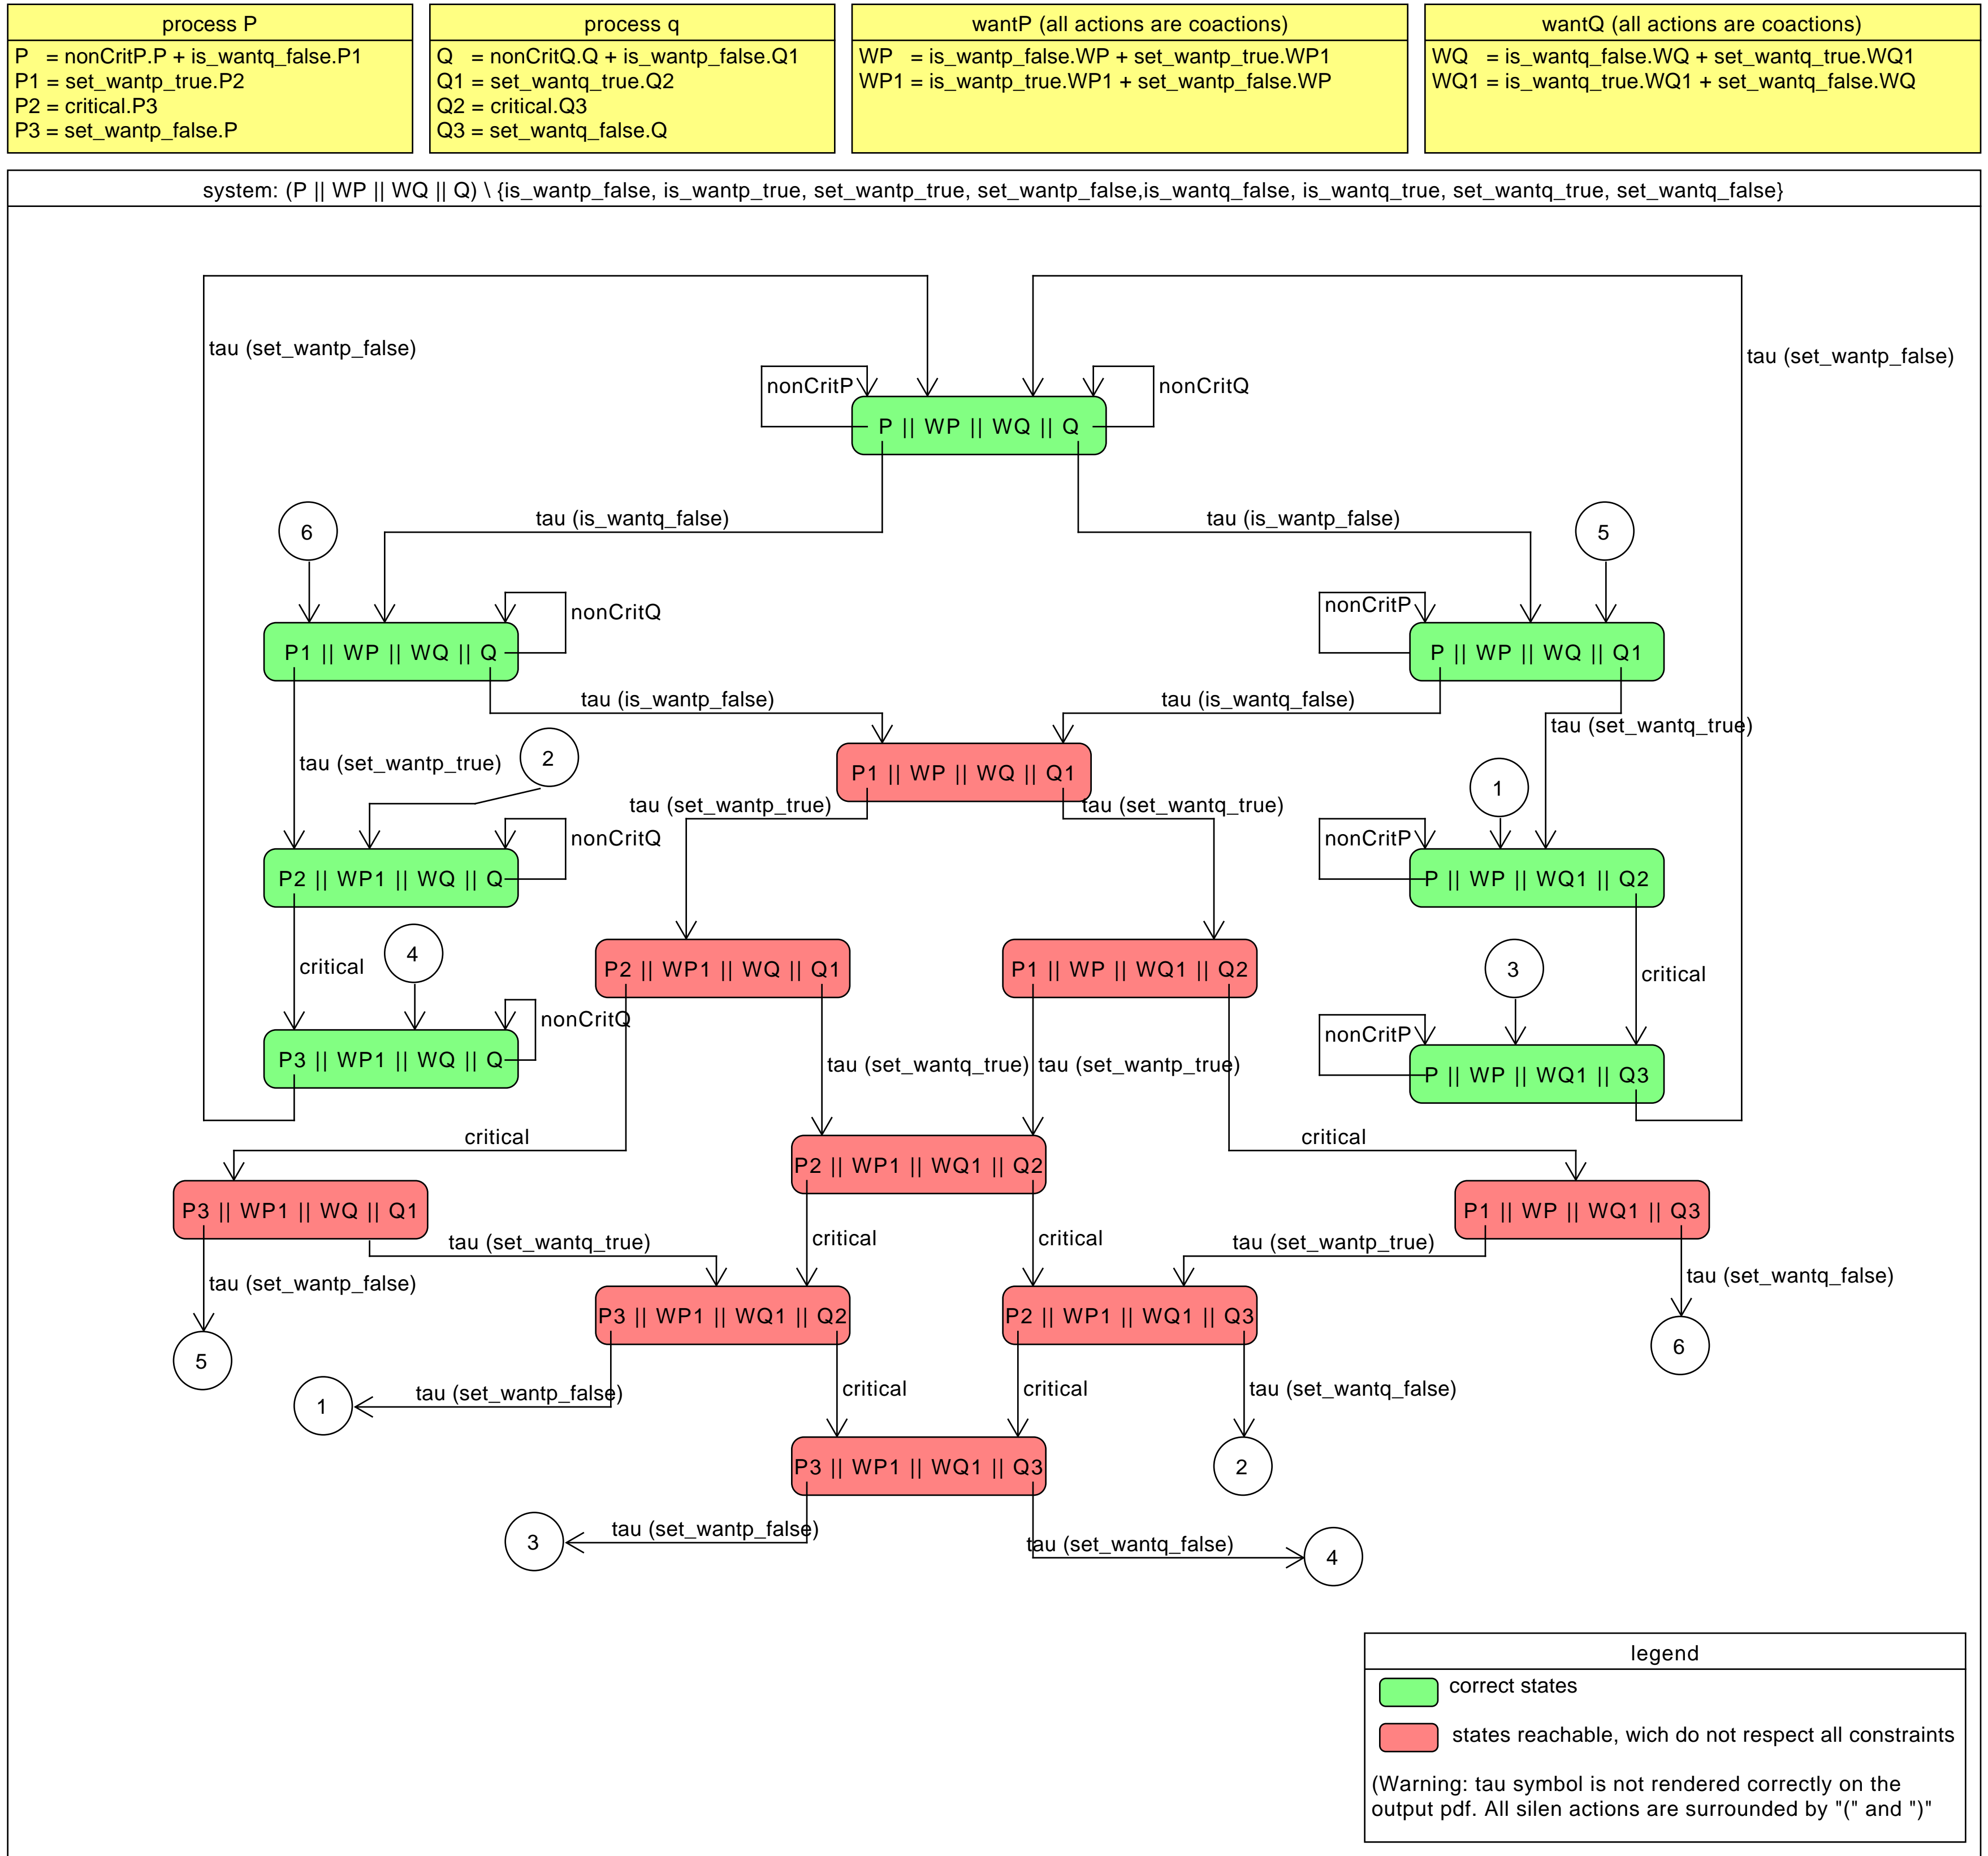 process P
P   = nonCritP.P + is_wantq_false.P1
P1 = set_wantp_true.P2
P2 = critical.P3
P3 = set_wantp_false.P
process q
Q   = nonCritQ.Q + is_wantp_false.Q1
Q1 = set_wantq_true.Q2
Q2 = critical.Q3
Q3 = set_wantq_false.Q
wantP (all actions are coactions)
WP   = is_wantp_false.WP + set_wantp_true.WP1
WP1 = is_wantp_true.WP1 + set_wantp_false.WP
wantQ (all actions are coactions)
WQ   = is_wantq_false.WQ + set_wantq_true.WQ1
WQ1 = is_wantq_true.WQ1 + set_wantq_false.WQ
system: (P || WP || WQ || Q) \ {is_wantp_false, is_wantp_true, set_wantp_true, set_wantp_false,is_wantq_false, is_wantq_true, set_wantq_true, set_wantq_false}
tau (set_wantp_false)
tau (set_wantp_false)
nonCritP
nonCritQ
P || WP || WQ || Q
tau (is_wantq_false)
tau (is_wantp_false)
6
5
nonCritQ
nonCritP
P1 || WP || WQ || Q
P || WP || WQ || Q1
tau (is_wantp_false)
tau (is_wantq_false)
tau (set_wantq_true)
tau (set_wantp_true)
2
P1 || WP || WQ || Q1
1
tau (set_wantp_true)
tau (set_wantq_true)
nonCritQ
nonCritP
P2 || WP1 || WQ || Q
P || WP || WQ1 || Q2
critical
4
P2 || WP1 || WQ || Q1
P1 || WP || WQ1 || Q2
3
critical
nonCritQ
nonCritP
P3 || WP1 || WQ || Q
tau (set_wantq_true)
tau (set_wantp_true)
P || WP || WQ1 || Q3
critical
critical
P2 || WP1 || WQ1 || Q2
P3 || WP1 || WQ || Q1
P1 || WP || WQ1 || Q3
tau (set_wantq_true)
critical
critical
tau (set_wantp_true)
tau (set_wantp_false)
tau (set_wantq_false)
P3 || WP1 || WQ1 || Q2
P2 || WP1 || WQ1 || Q3
5
6
1
tau (set_wantp_false)
critical
critical
tau (set_wantq_false)
P3 || WP1 || WQ1 || Q3
2
3
tau (set_wantp_false)
tau (set_wantq_false)
4
legend
correct states
states reachable, wich do not respect all constraints
(Warning: tau symbol is not rendered correctly on the
output pdf. All silen actions are surrounded by "(" and ")"